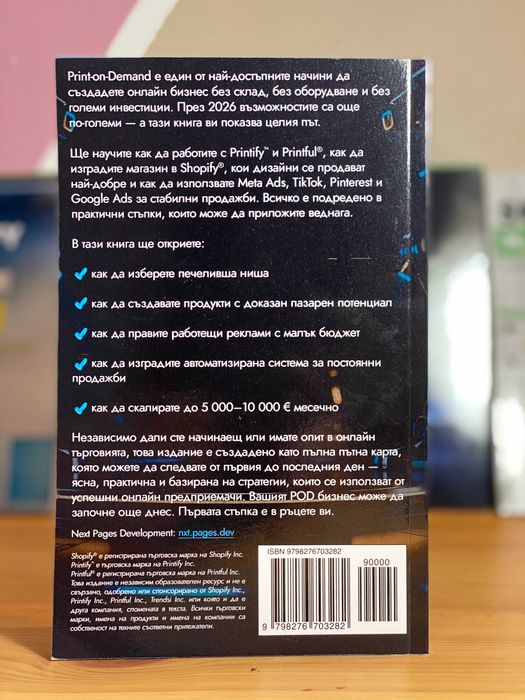 Print-on-Demand е един от най-достъпните начини да
създадете онлайн бизнес без склад, без оборудване и без
големи инвестиции. През 2026 възможностите са още
по-големи — а тази книга ви показва целия път.
Ще научите как да работите с Printify™ и Printful®, как да
изградите магазин в Shopify®, кои дизайни се продават
най-добре и как да използвате Meta Ads, TikTok, Pinterest и
Google Ads за стабилни продажби. Всичко е подредено в
практични стъпки, които може да приложите веднага.
В тази книга ще откриете:
как да изберете печеливша ниша
как да създавате продукти с доказан пазарен потенциал
как да правите работещи реклами с малък бюджет
как да изградите автоматизирана система за постоянни
продажби
как да скалирате до 5 000–10 000 € месечно
Независимо дали сте начинаещ или имате опит в онлайн
търговията, това издание е създадено като пълна пътна карта,
която можете да следвате от първия до последния ден —
ясна, практична и базирана на стратегии, които се използват от
успешни онлайн предприемачи. Вашият POD бизнес може да
започне още днес. Първата стъпка е в ръцете ви.
Next Pages Development: nxt.pages.dev
Shopify® е регистрирана търговска марка на Shopify Inc.
Printify™ е търговска марка на Printify Inc.
Printful® е регистрирана търговска марка на Printful Inc.
Това издание е независим образователен ресурс и не е
свързано, одобрено или спонсорирано от Shopify Inc.,
Printify Inc., Printful Inc., Trendsi Inc. или която и да е
друга компания, спомената в текста. Всички търговски
марки, имена на продукти и имена на компании са
собственост на техните съответни притежатели.
ISBN 9798276703282
90000
9 798276 703282